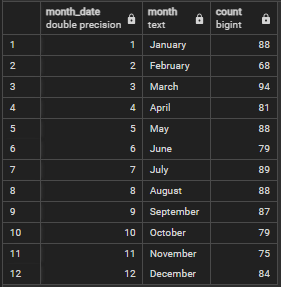 month_date month count
double precision text bigint
1 1 January 88
2 2 February 68
3 3 March 94
4 4 April 81
5 5 May 88
6 6 June 79
7 7 July 89
8 8 August 88
9 9 September 87
10 10 October 79
11 11 November 75
12 12 December 84